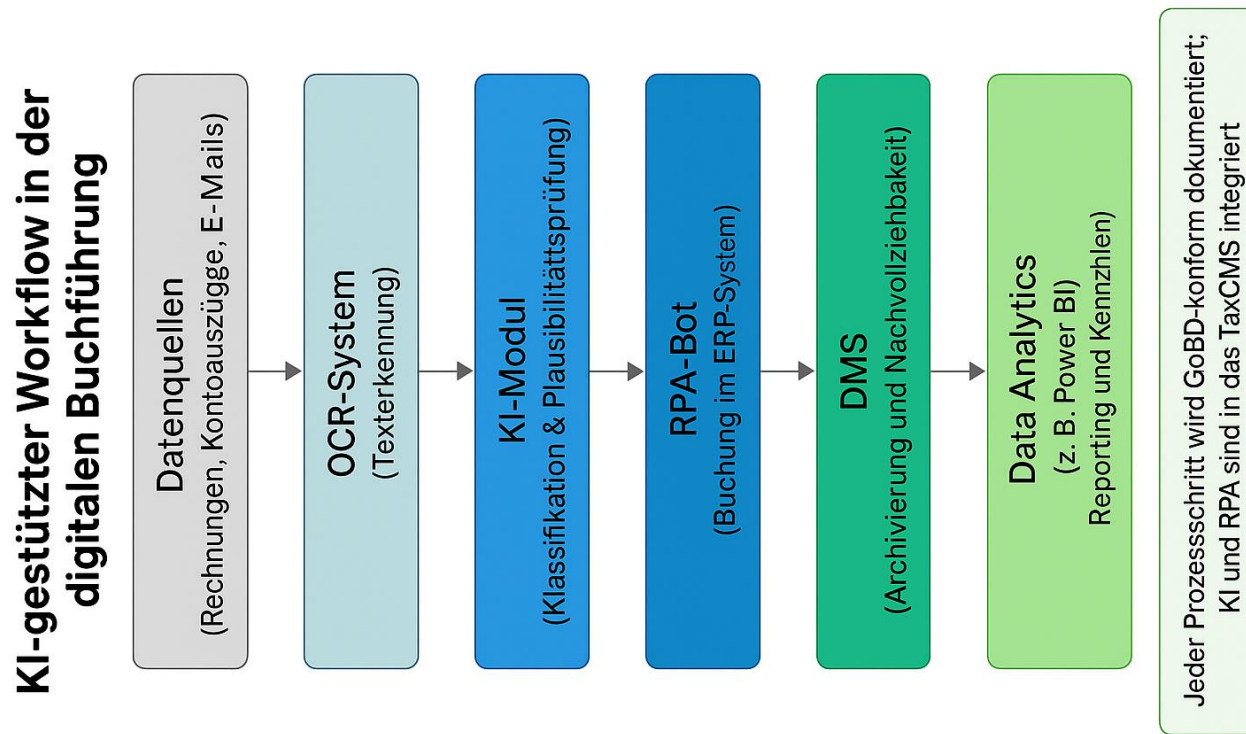 KI-gestützter Workflow in der
digitalen Buchführung
Datenquellen
(Rechnungen, Kontoauszügge, E-Mails)
OCR-System
(Texterkennung)
KI-Modul
(Klassifikation & Plausibilitättsprüfung)
RPA-Bot
(Buchung im ERP-System)
DMS
(Archivierung und Nachvollziehbakeit)
Data Analytics
(z. B. Power BI)
Reporting und Kennzhlen)
Jeder Prozessschritt wird GoBD-konform dokumentiert;
KI und RPA sind in das TaxCMS integriert